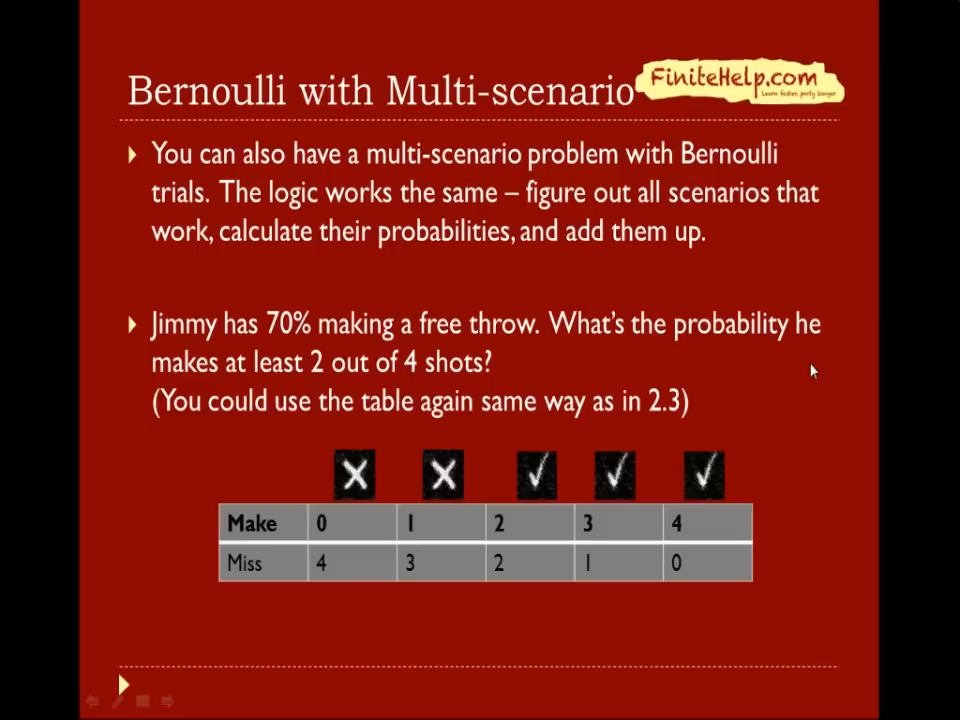 Bernoulli with Multi-scenario
FiniteHelp.com
Learn faster, party longer
You can also have a multi-scenario problem with Bernoulli
trials. The logic works the same – figure out all scenarios that
work, calculate their probabilities, and add them up.
Jimmy has 70% making a free throw. What's the probability he
makes at least 2 out of 4 shots?
(You could use the table again same way as in 2.3)
Make 0 1 2 3 4
Miss 4 3 2 1 0